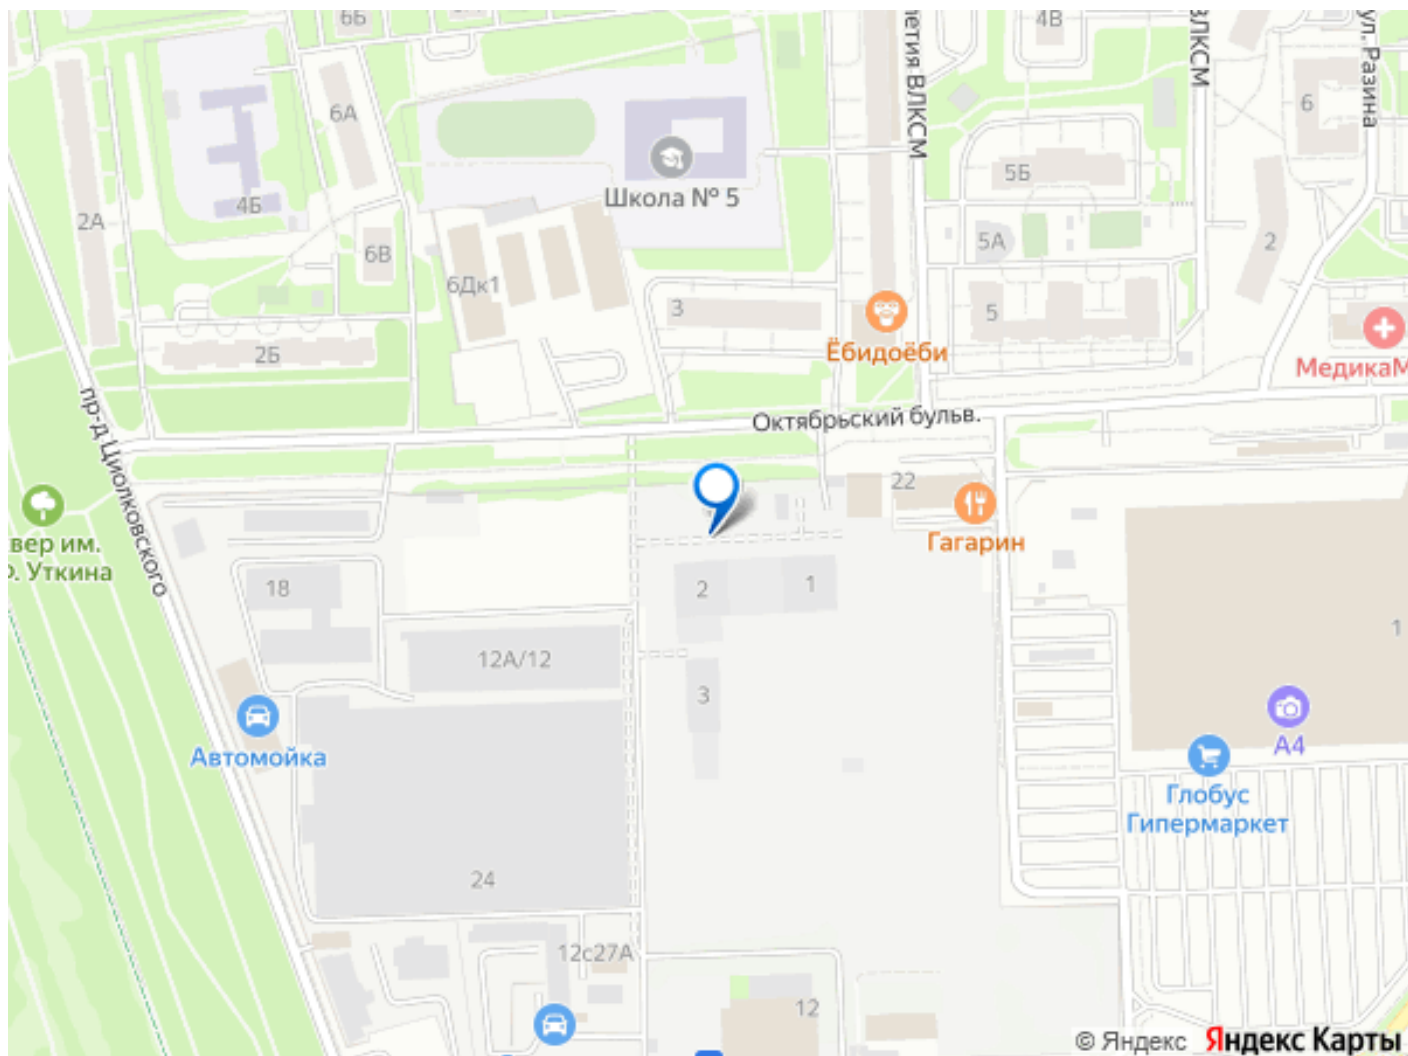 6Б
4В
летия ВЛКСМ
ВЛКСМ
ул. Разина
6А
6
Школа № 5
5Б
4Б
2А
6В
5А
2
6Дк1
3
5
Ёбидоёби
2Б
МедикаМ
Октябрьский бульв.
пр-д Циолковского
22
Гагарин
вер им.
Ф. Уткина
18
2
1
12А/12
1
3
Автомойка
А4
Глобус
Гипермаркет
24
12с27А
12
© Яндекс Яндекс Карты